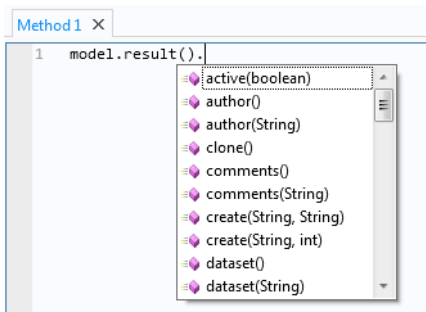 Method 1 ×
1 model.result().
active(boolean)
author()
author(String)
clone()
comments()
comments(String)
create(String, String)
create(String, int)
dataset()
dataset(String)